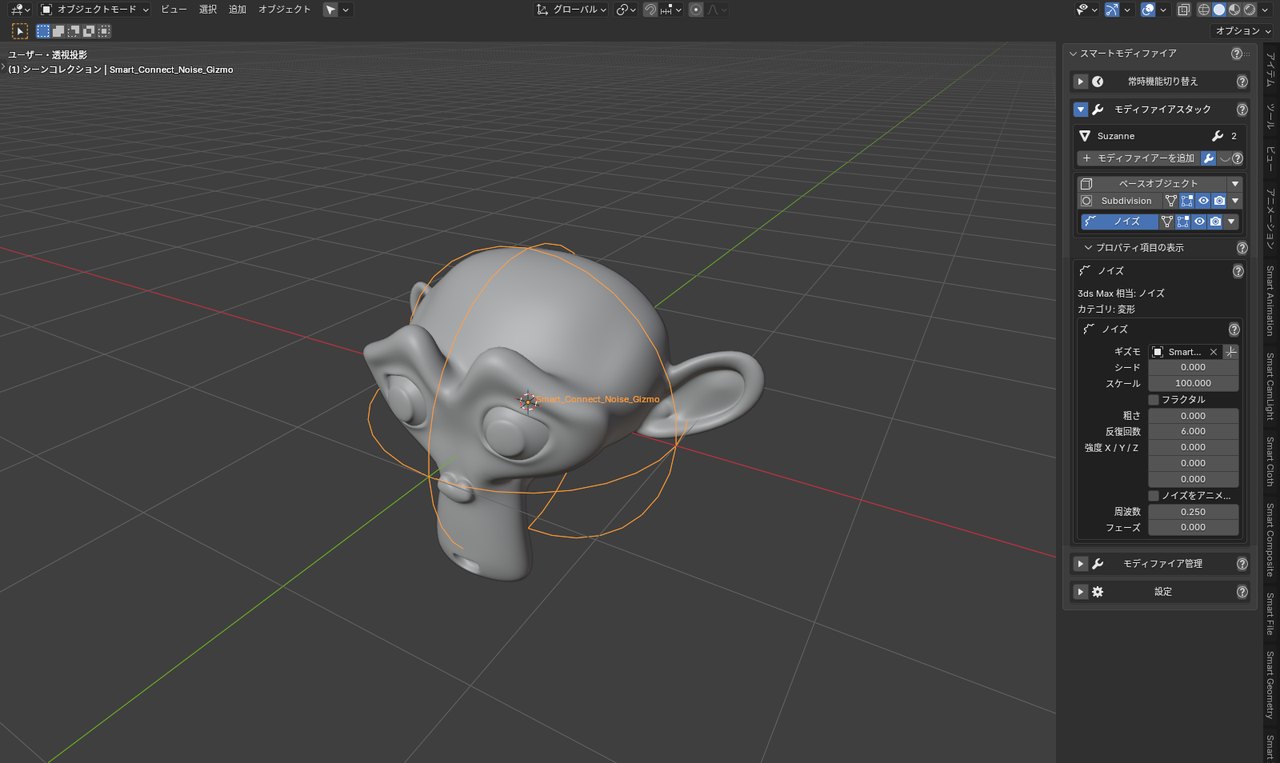 オブジェクトモード ビュー 選択 追加 オブジェクト グローバル
オプション
ユーザー・透視投影
(1) シーンコレクション | Smart_Connect_Noise_Gizmo
Smart_Connect_Noise_Gizmo
スマートモディファイア
常時機能切り替え
モディファイアスタック
Suzanne 2
モディファイアーを追加
ベースオブジェクト
Subdivision
ノイズ
プロパティ項目の表示
ノイズ
3ds Max 相当: ノイズ
カテゴリ: 変形
ノイズ
ギズモ Smart...
シード 0.000
スケール 100.000
フラクタル
粗さ 0.000
反復回数 6.000
強度 X / Y / Z 0.000
0.000
0.000
ノイズをアニメ...
周波数 0.250
フェーズ 0.000
モディファイア管理
設定
アイテム
ツール
ビュー
アニメーション
Smart Animation
Smart CamLight
Smart Cloth
Smart Composite
Smart File
Smart Geometry
Smart